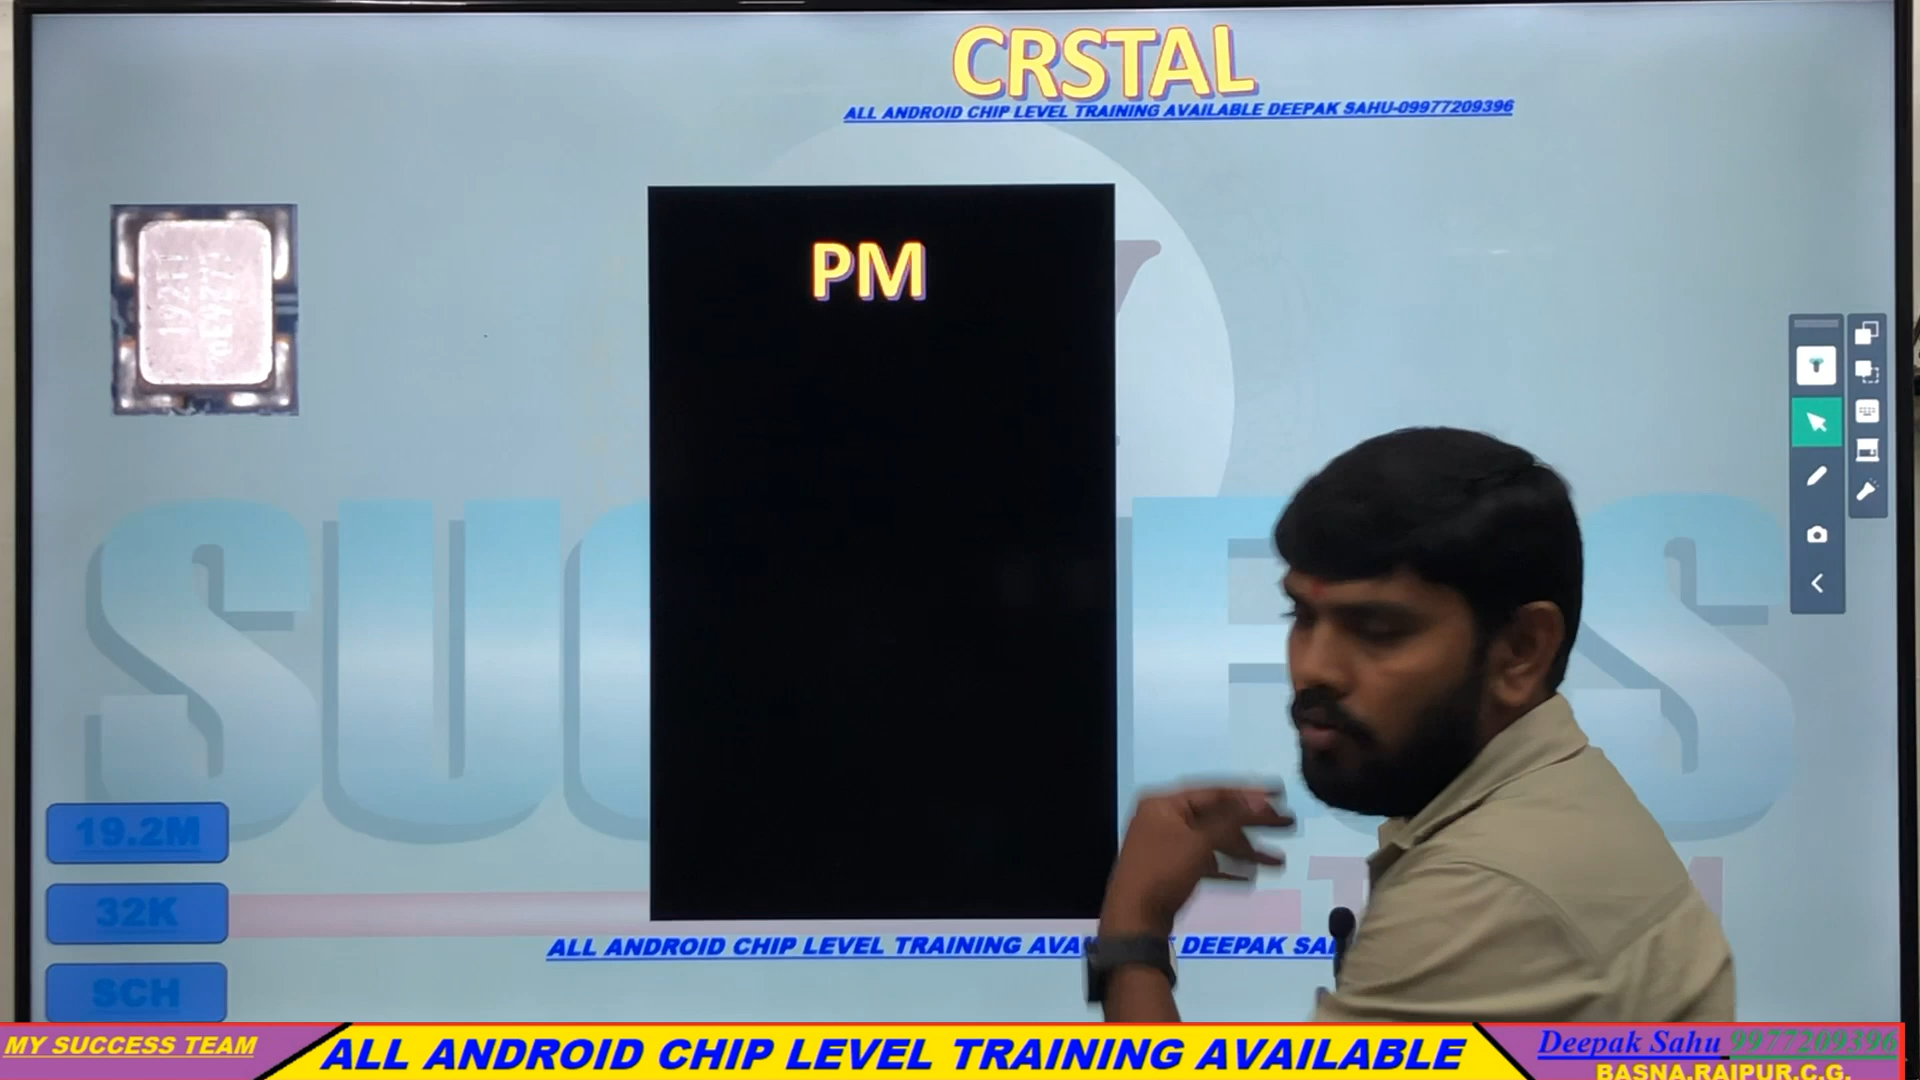 CRSTAL
ALL ANDROID CHIP LEVEL TRAINING AVAILABLE DEEPAK SAHU-09977209396
PM
19.2M
32K
SCH
ALL ANDROID CHIP LEVEL TRAINING AVA DEEPAK SA
MY SUCCESS TEAM
ALL ANDROID CHIP LEVEL TRAINING AVAILABLE
Deepak Sahu 9977209396
BASNA,RAIPUR,C.G.